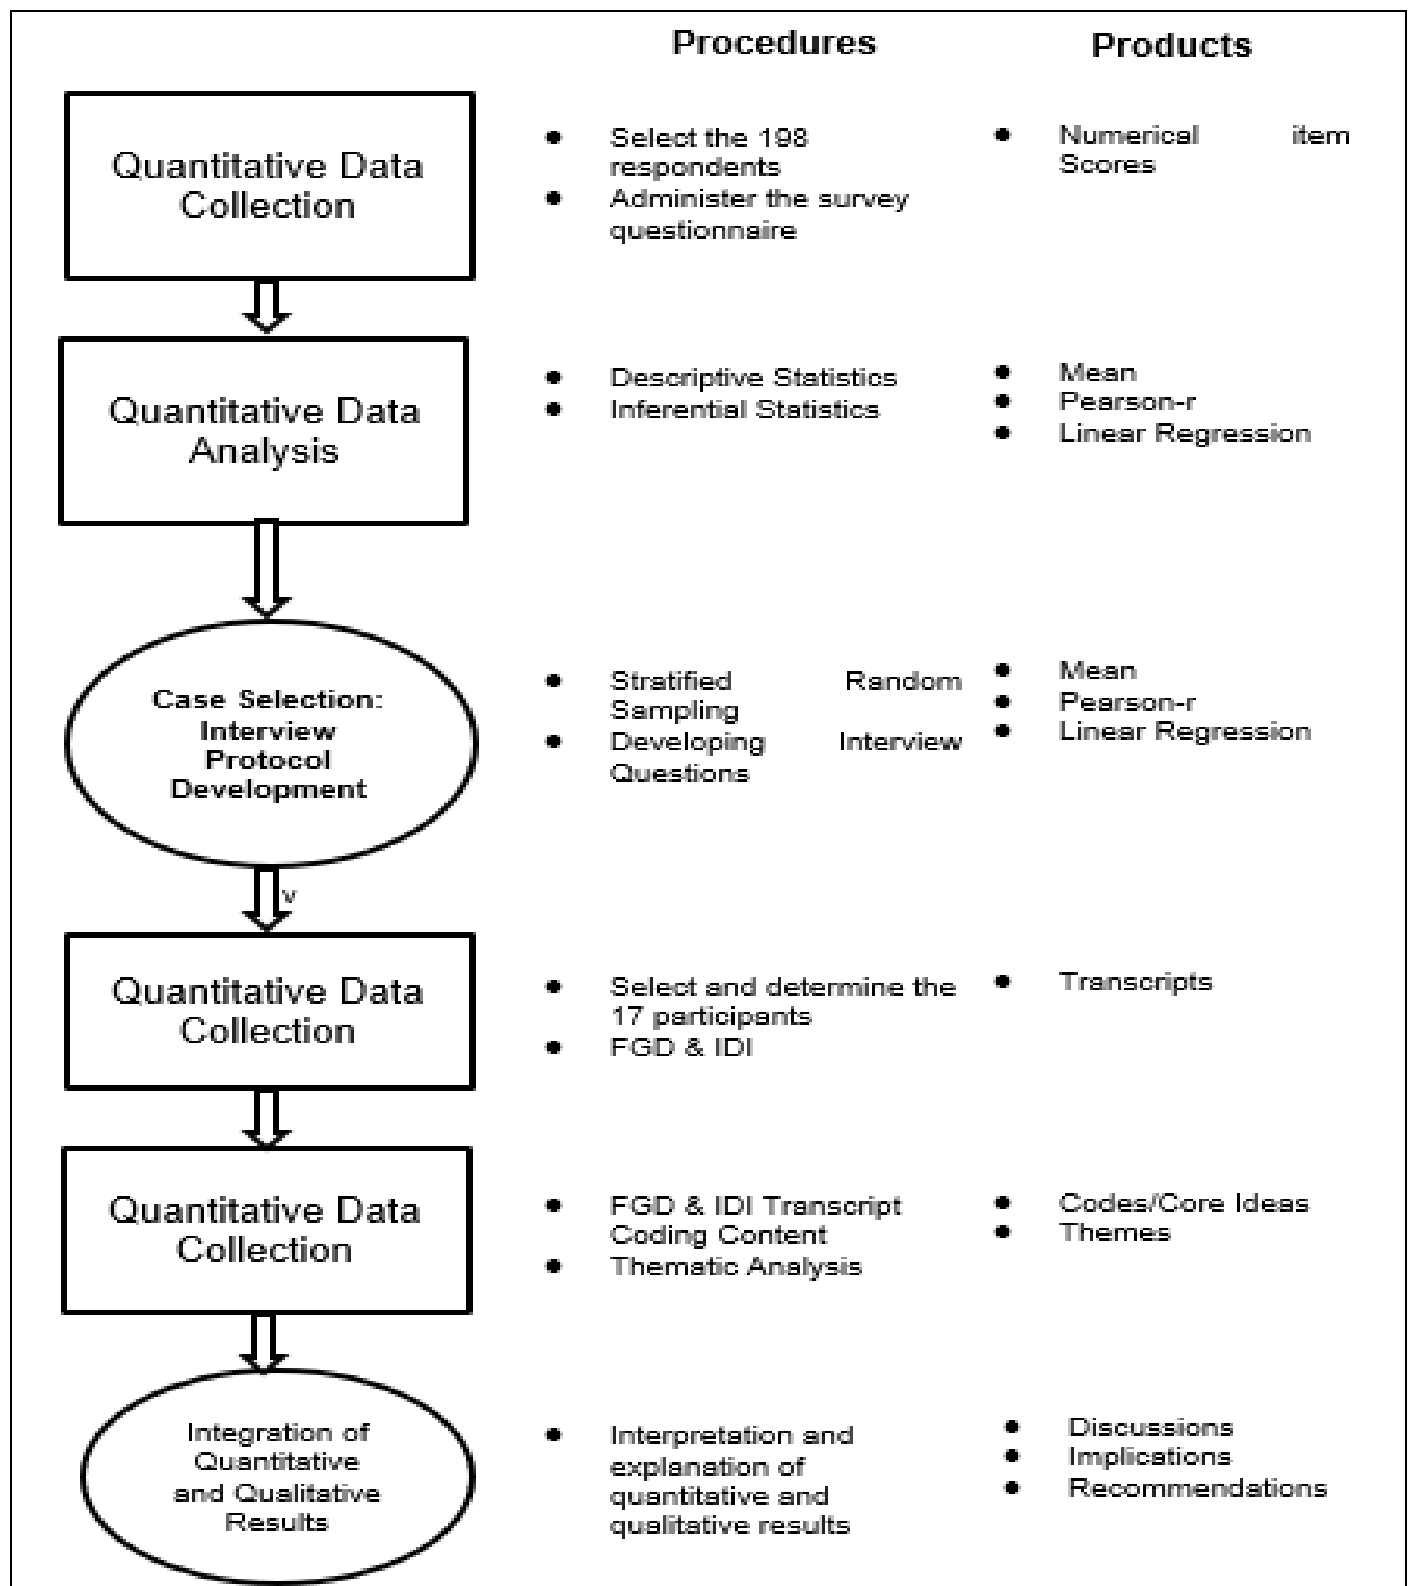 Procedures
Products
Quantitative Data
Collection
● Select the 198
respondents
● Administer the survey
questionnaire
● Numerical item
Scores
Quantitative Data
Analysis
● Descriptive Statistics
● Inferential Statistics
● Mean
● Pearson-r
● Linear Regression
Case Selection:
Interview
Protocol
Development
● Stratified Random
Sampling
● Developing Interview
Questions
● Mean
● Pearson-r
● Linear Regression
v
Quantitative Data
Collection
● Select and determine the
17 participants
● FGD & IDI
● Transcripts
Quantitative Data
Collection
● FGD & IDI Transcript
Coding Content
● Thematic Analysis
● Codes/Core Ideas
● Themes
Integration of
Quantitative
and Qualitative
Results
● Interpretation and
explanation of
quantitative and
qualitative results
● Discussions
● Implications
● Recommendations